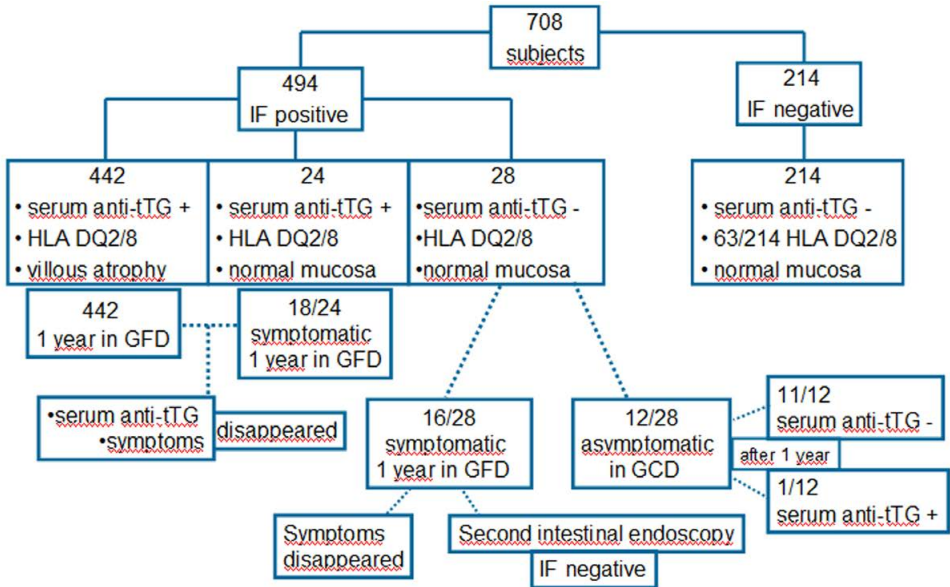 708
subjects
494
IF positive
214
IF negative
442
• serum anti-tTG +
• HLA DQ2/8
• villous atrophy
24
• serum anti-tTG +
• HLA DQ2/8
• normal mucosa
28
•serum anti-tTG -
•HLA DQ2/8
•normal mucosa
214
• serum anti-tTG -
• 63/214 HLA DQ2/8
• normal mucosa
442
1 year in GFD
18/24
symptomatic
1 year in GFD
•serum anti-tTG
•symptoms
disappeared
16/28
symptomatic
1 year in GFD
12/28
asymptomatic
in GCD
11/12
serum anti-tTG -
after 1 year
1/12
serum anti-tTG +
Symptoms
disappeared
Second intestinal endoscopy
IF negative